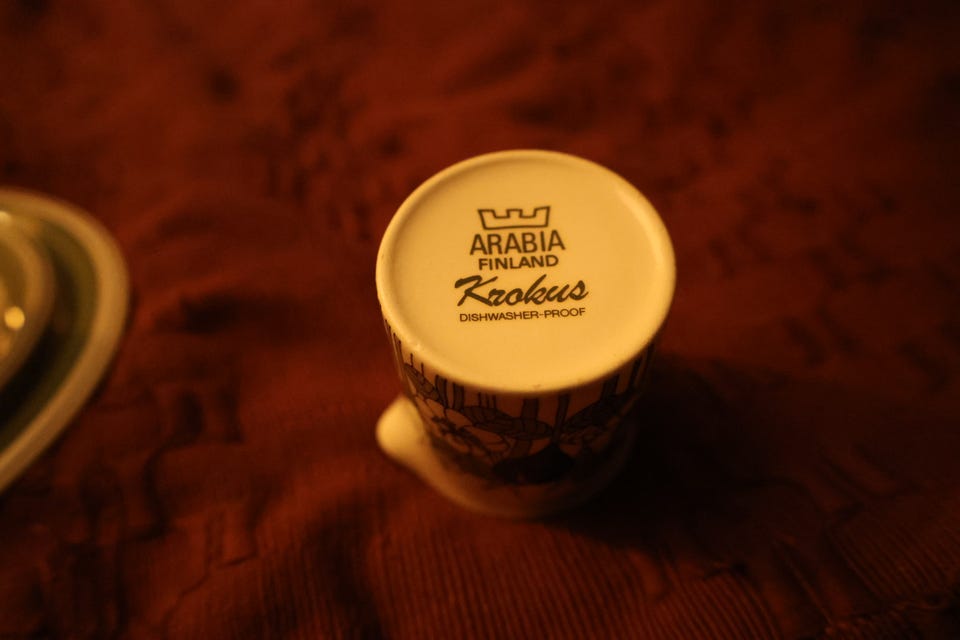 ARABIA
FINLAND
Krokus
DISHWASHER-PROOF